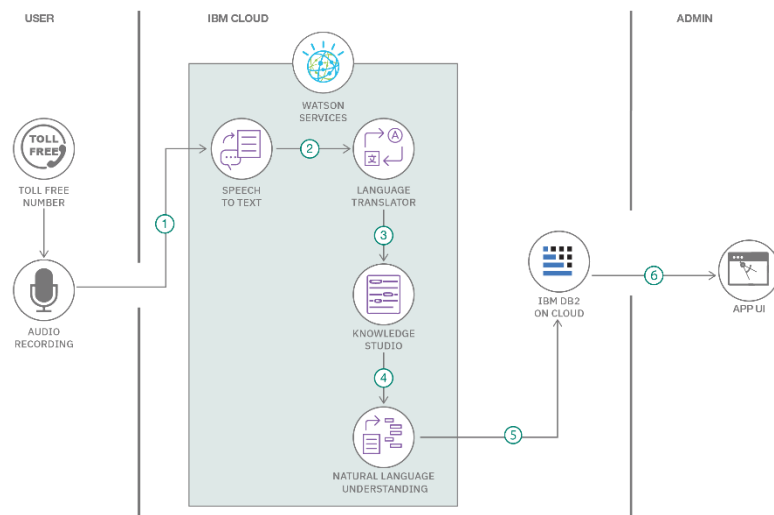 USER
IBM CLOUD
ADMIN
WATSON
SERVICES
TOLL
FREE
TOLL FREE
NUMBER
1
SPEECH
TO TEXT
2
A
文
LANGUAGE
TRANSLATOR
3
AUDIO
RECORDING
KNOWLEDGE
STUDIO
4
NATURAL LANGUAGE
UNDERSTANDING
5
IBM DB2
ON CLOUD
6
APP UI